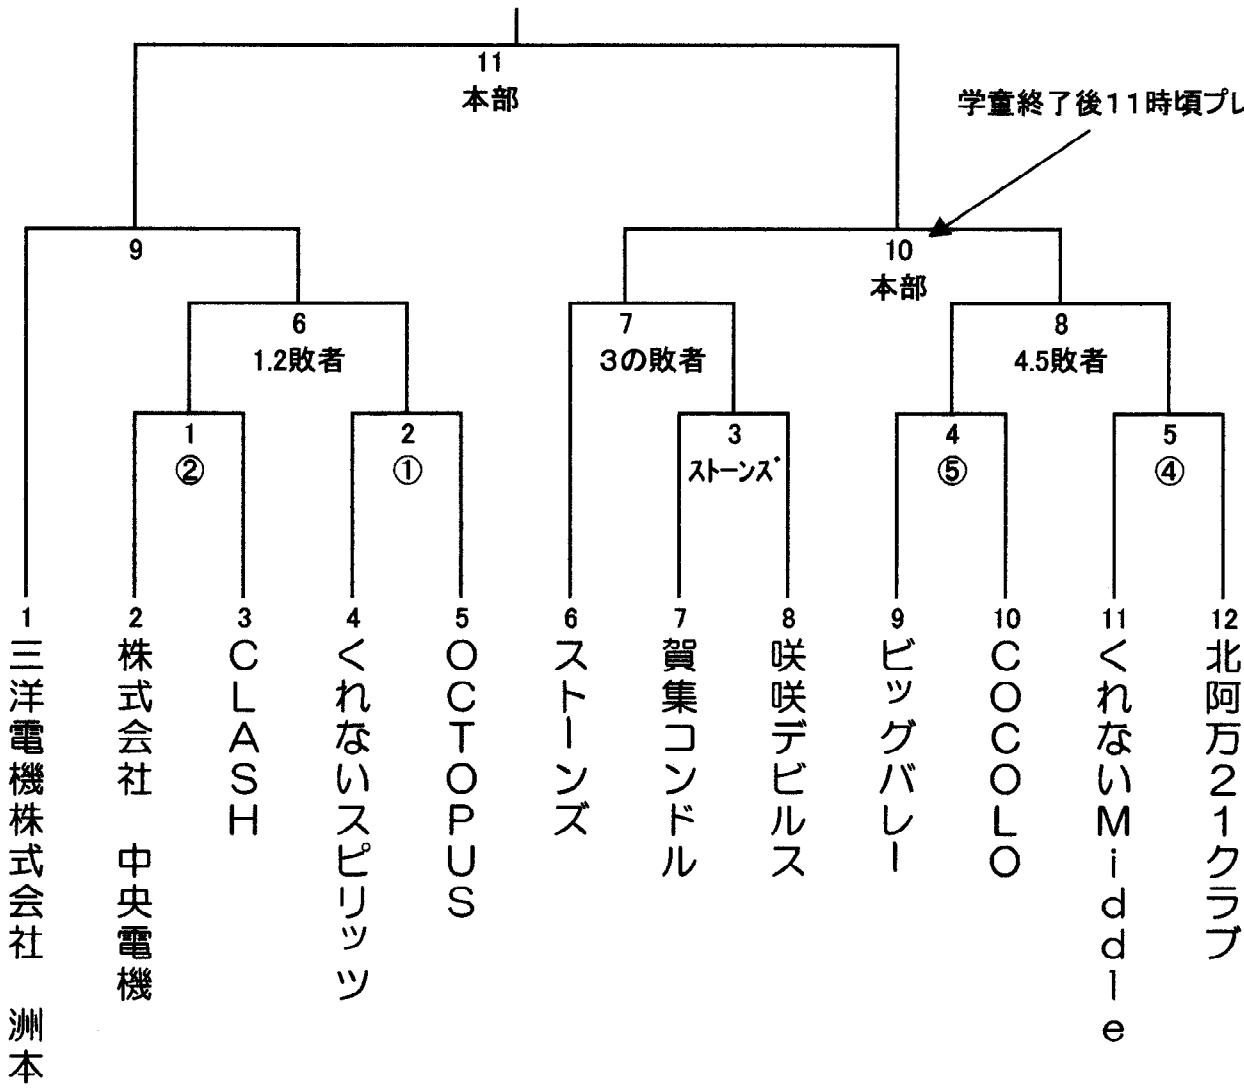 11
本部
学童終了後11時頃プレ
9
10
本部
6
1.2敗者
7
3の敗者
8
4.5敗者
1
②
2
①
3
ストーンズ
4
⑤
5
④
1
三洋電機株式会社　洲本
2
株式会社　中央電機
3
CLASH
4
くれないスピリッツ
5
OCTOPUS
6
ストーンズ
7
賀集コンドル
8
咲咲デビルス
9
ビッグバレー
10
COCOLO
11
くれないMiddle
12
北阿万21クラブ